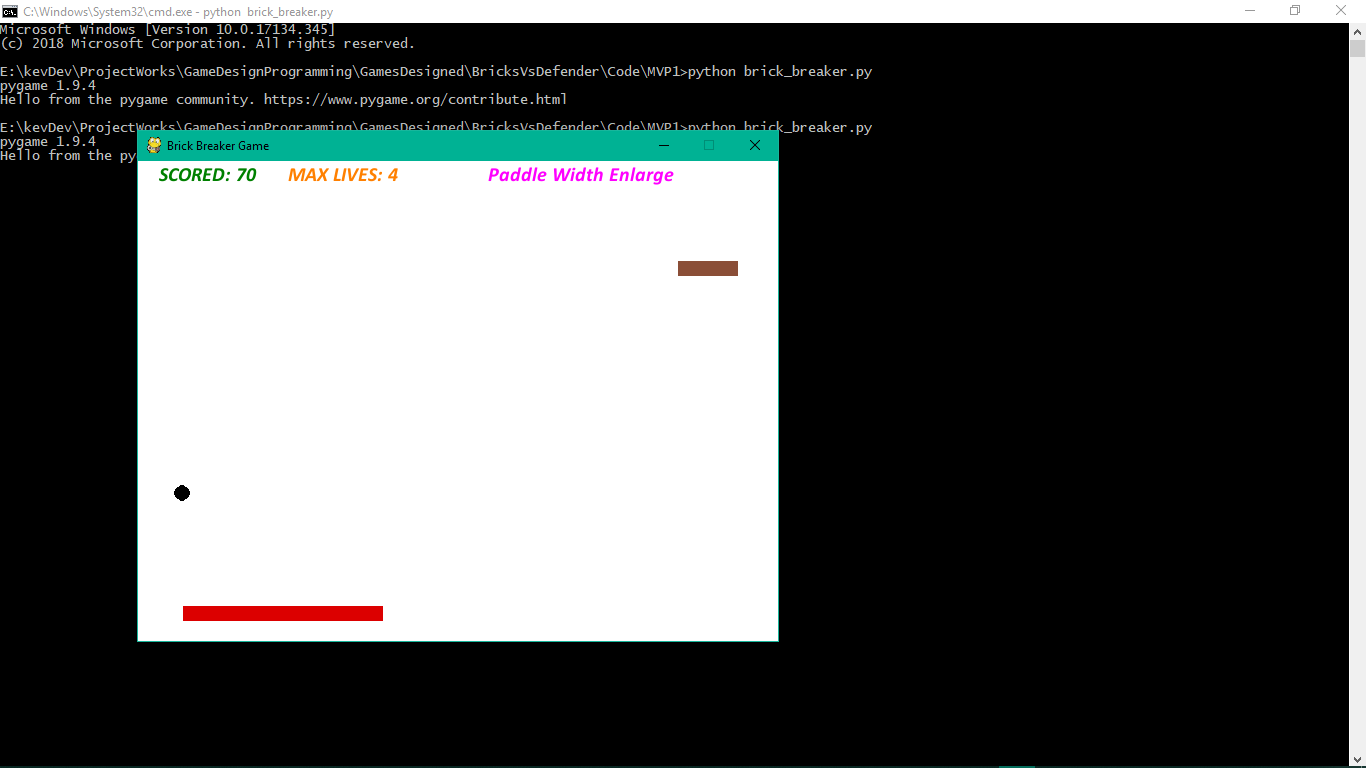 C:\Windows\System32\cmd.exe - python  brick_breaker.py
Microsoft Windows [Version 10.0.17134.345]
(c) 2018 Microsoft Corporation. All rights reserved.
E:\kevDev\ProjectWorks\GameDesignProgramming\GamesDesigned\BricksVsDefender\Code\MVP1>python brick_breaker.py
pygame 1.9.4
Hello from the pygame community. https://www.pygame.org/contribute.html
E:\kevDev\ProjectWorks\GameDesignProgramming\GamesDesigned\BricksVsDefender\Code\MVP1>python brick_breaker.py
pygame 1.9.4
Hello from the py
Brick Breaker Game
SCORED: 70 MAX LIVES: 4 Paddle Width Enlarge